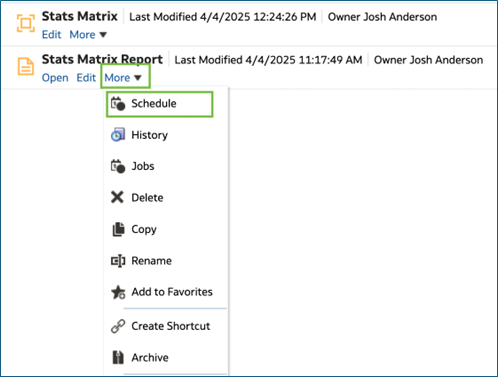 Stats Matrix Last Modified 4/4/2025 12:24:26 PM Owner Josh Anderson
Edit More
Stats Matrix Report Last Modified 4/4/2025 11:17:49 AM Owner Josh Anderson
Open Edit More
Schedule
History
Jobs
Delete
Copy
Rename
Add to Favorites
Create Shortcut
Archive